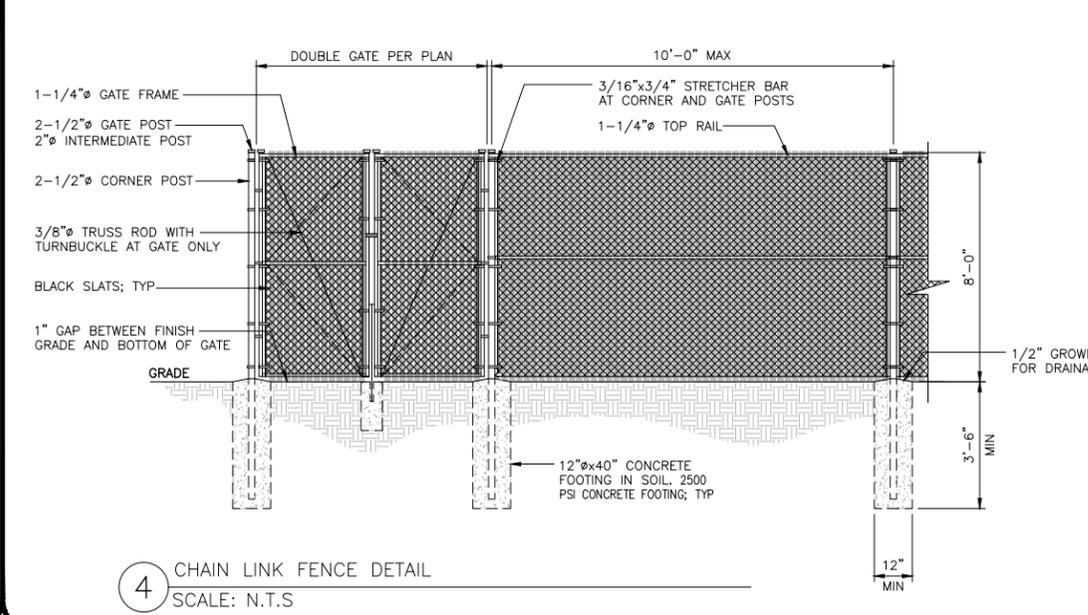 DOUBLE GATE PER PLAN
10'-0" MAX
1-1/4"ø GATE FRAME
3/16"x3/4" STRETCHER BAR
AT CORNER AND GATE POSTS
2-1/2"ø GATE POST
2"ø INTERMEDIATE POST
1-1/4"ø TOP RAIL
2-1/2"ø CORNER POST
3/8"ø TRUSS ROD WITH
TURNBUCKLE AT GATE ONLY
8'-0"
BLACK SLATS; TYP
1" GAP BETWEEN FINISH
GRADE AND BOTTOM OF GATE
1/2" GROW
FOR DRAINA
GRADE
3'-6"
MIN
12"øx40" CONCRETE
FOOTING IN SOIL. 2500
PSI CONCRETE FOOTING; TYP
12"
MIN
4
CHAIN LINK FENCE DETAIL
SCALE: N.T.S